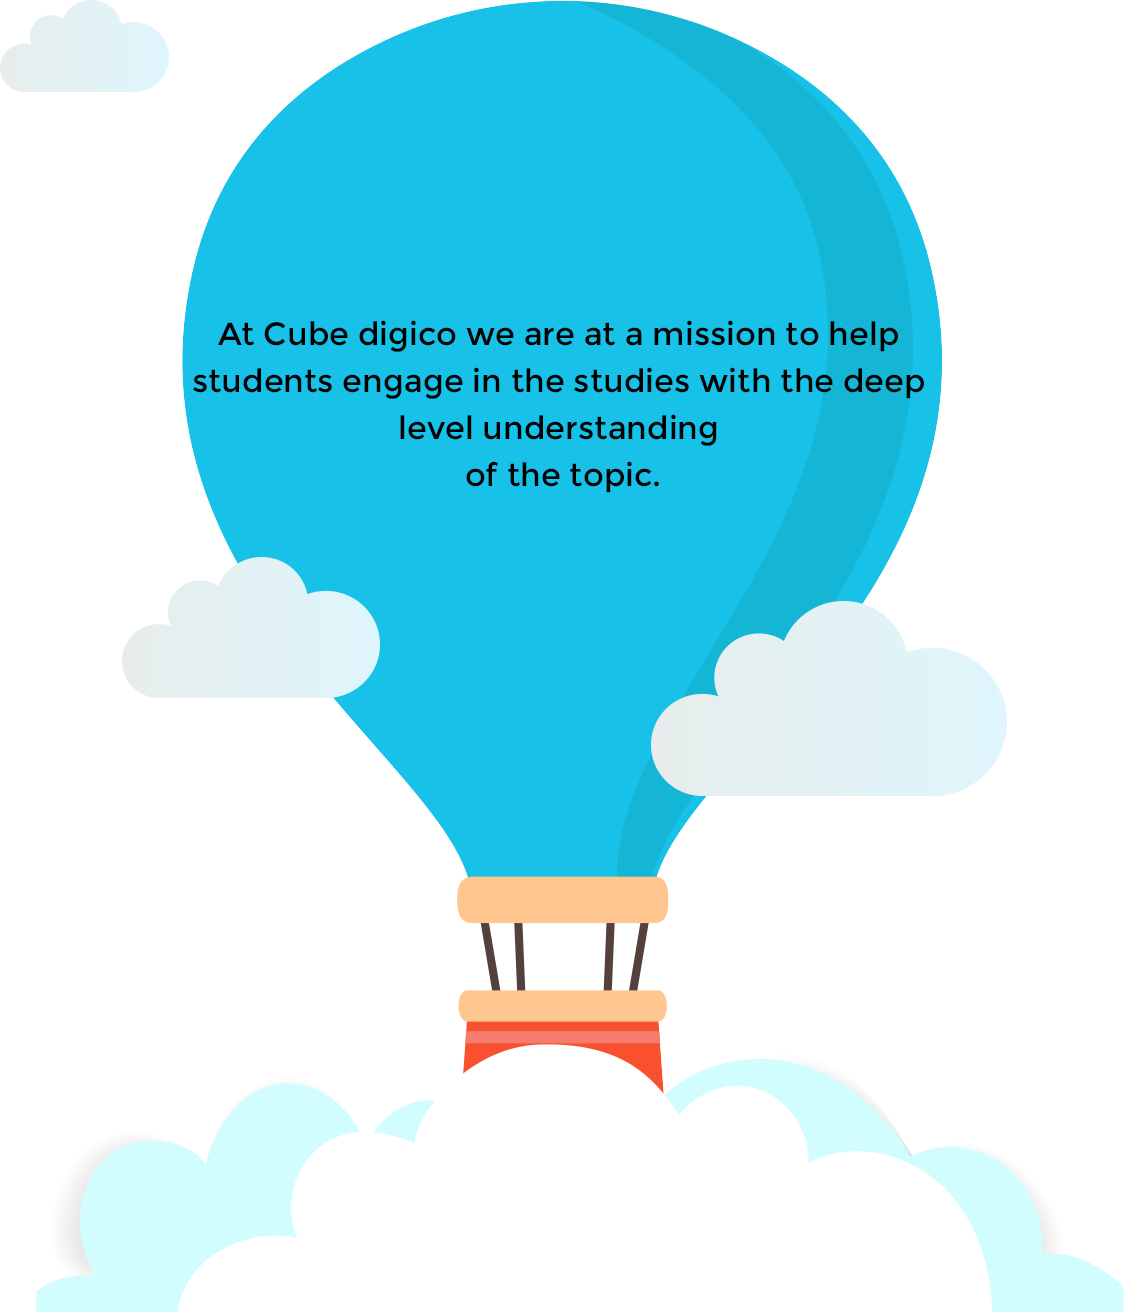 At Cube digico we are at a mission to help
students engage in the studies with the deep
level understanding
of the topic.